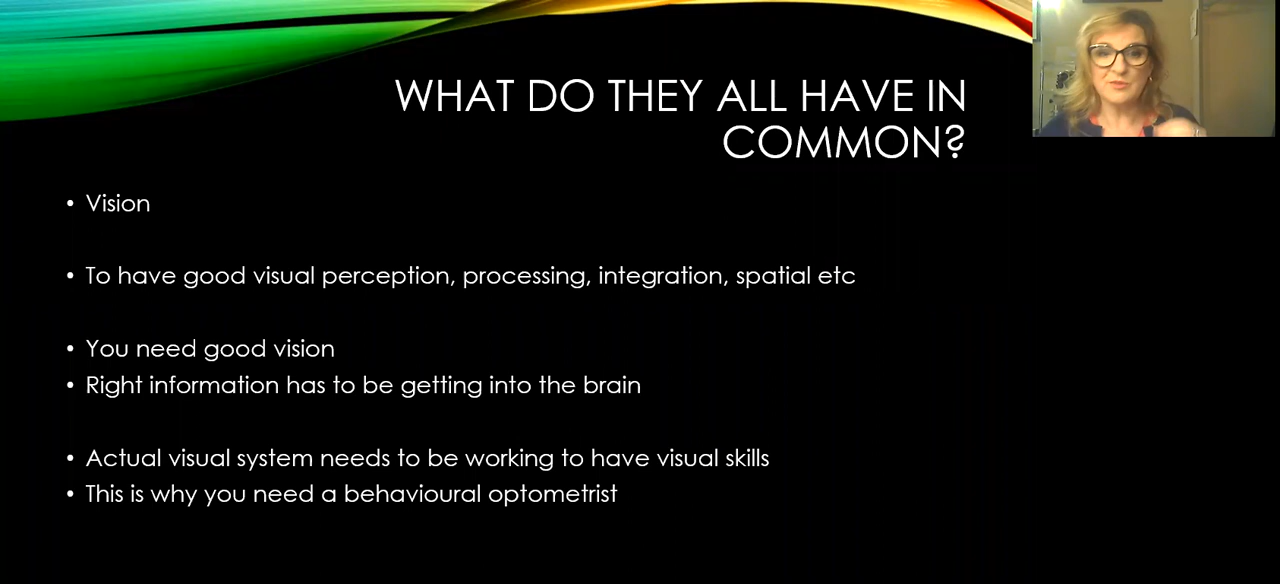 WHAT DO THEY ALL HAVE IN
COMMON?
• Vision
• To have good visual perception, processing, integration, spatial etc
• You need good vision
• Right information has to be getting into the brain
• Actual visual system needs to be working to have visual skills
• This is why you need a behavioural optometrist